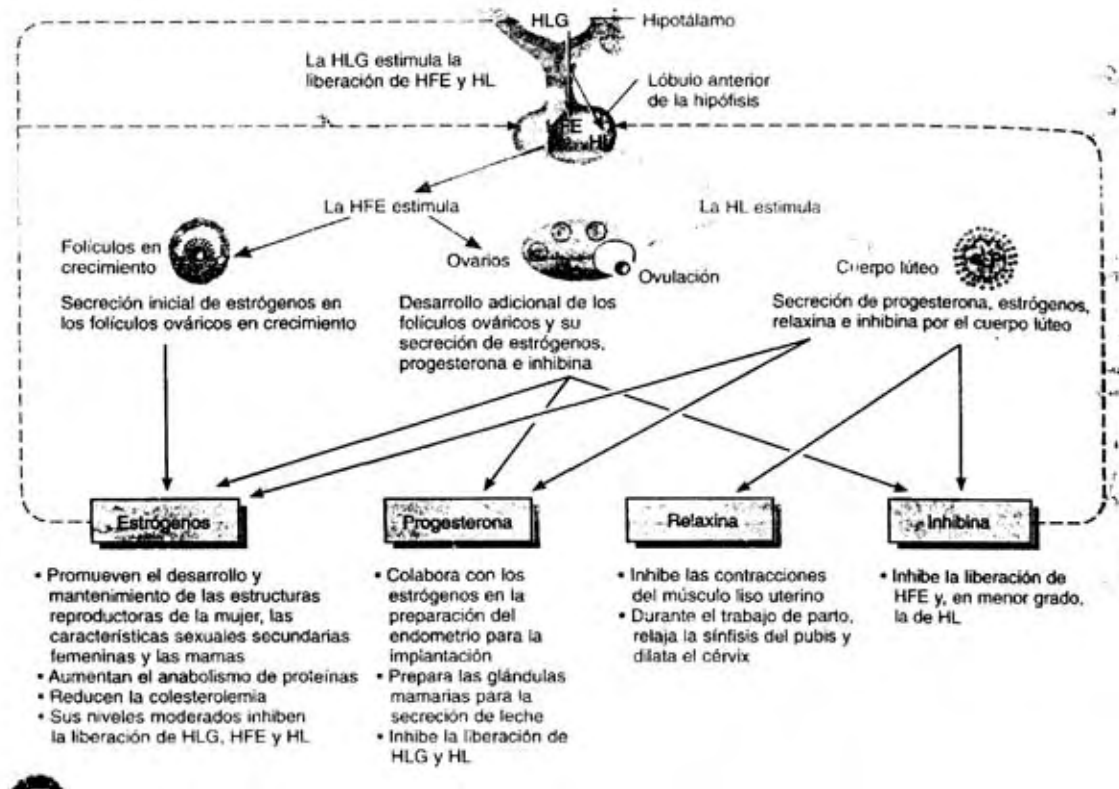 HLG
Hipotálamo
La HLG estimula la
liberación de HFE y HL
Lóbulo anterior
de la hipófisis
HL
La HFE estimula
La HL estimula
Folículos en
crecimiento
Ovarios
Ovulación
Cuerpo lúteo
Secreción inicial de estrógenos en
los folículos ováricos en crecimiento
Desarrollo adicional de los
folículos ováricos y su
secreción de estrógenos,
progesterona e inhibina
Secreción de progesterona, estrógenos,
relaxina e inhibina por el cuerpo lúteo
Estrógenos
• Promueven el desarrollo y
mantenimiento de las estructuras
reproductoras de la mujer, las
características sexuales secundarias
femeninas y las mamas
• Aumentan el anabolismo de proteínas
• Reducen la colesterolemia
• Sus niveles moderados inhiben
la liberación de HLG, HFE y HL
Progesterona
• Colabora con los
estrógenos en la
preparación del
endometrio para la
implantación
• Prepara las glándulas
mamarias para la
secreción de leche
• Inhibe la liberación de
HLG y HL
Relaxina
• Inhibe las contracciones
del músculo liso uterino
• Durante el trabajo de parto,
relaja la sínfisis del pubis y
dilata el cérvix
Inhibina
• Inhibe la liberación de
HFE y, en menor grado,
la de HL